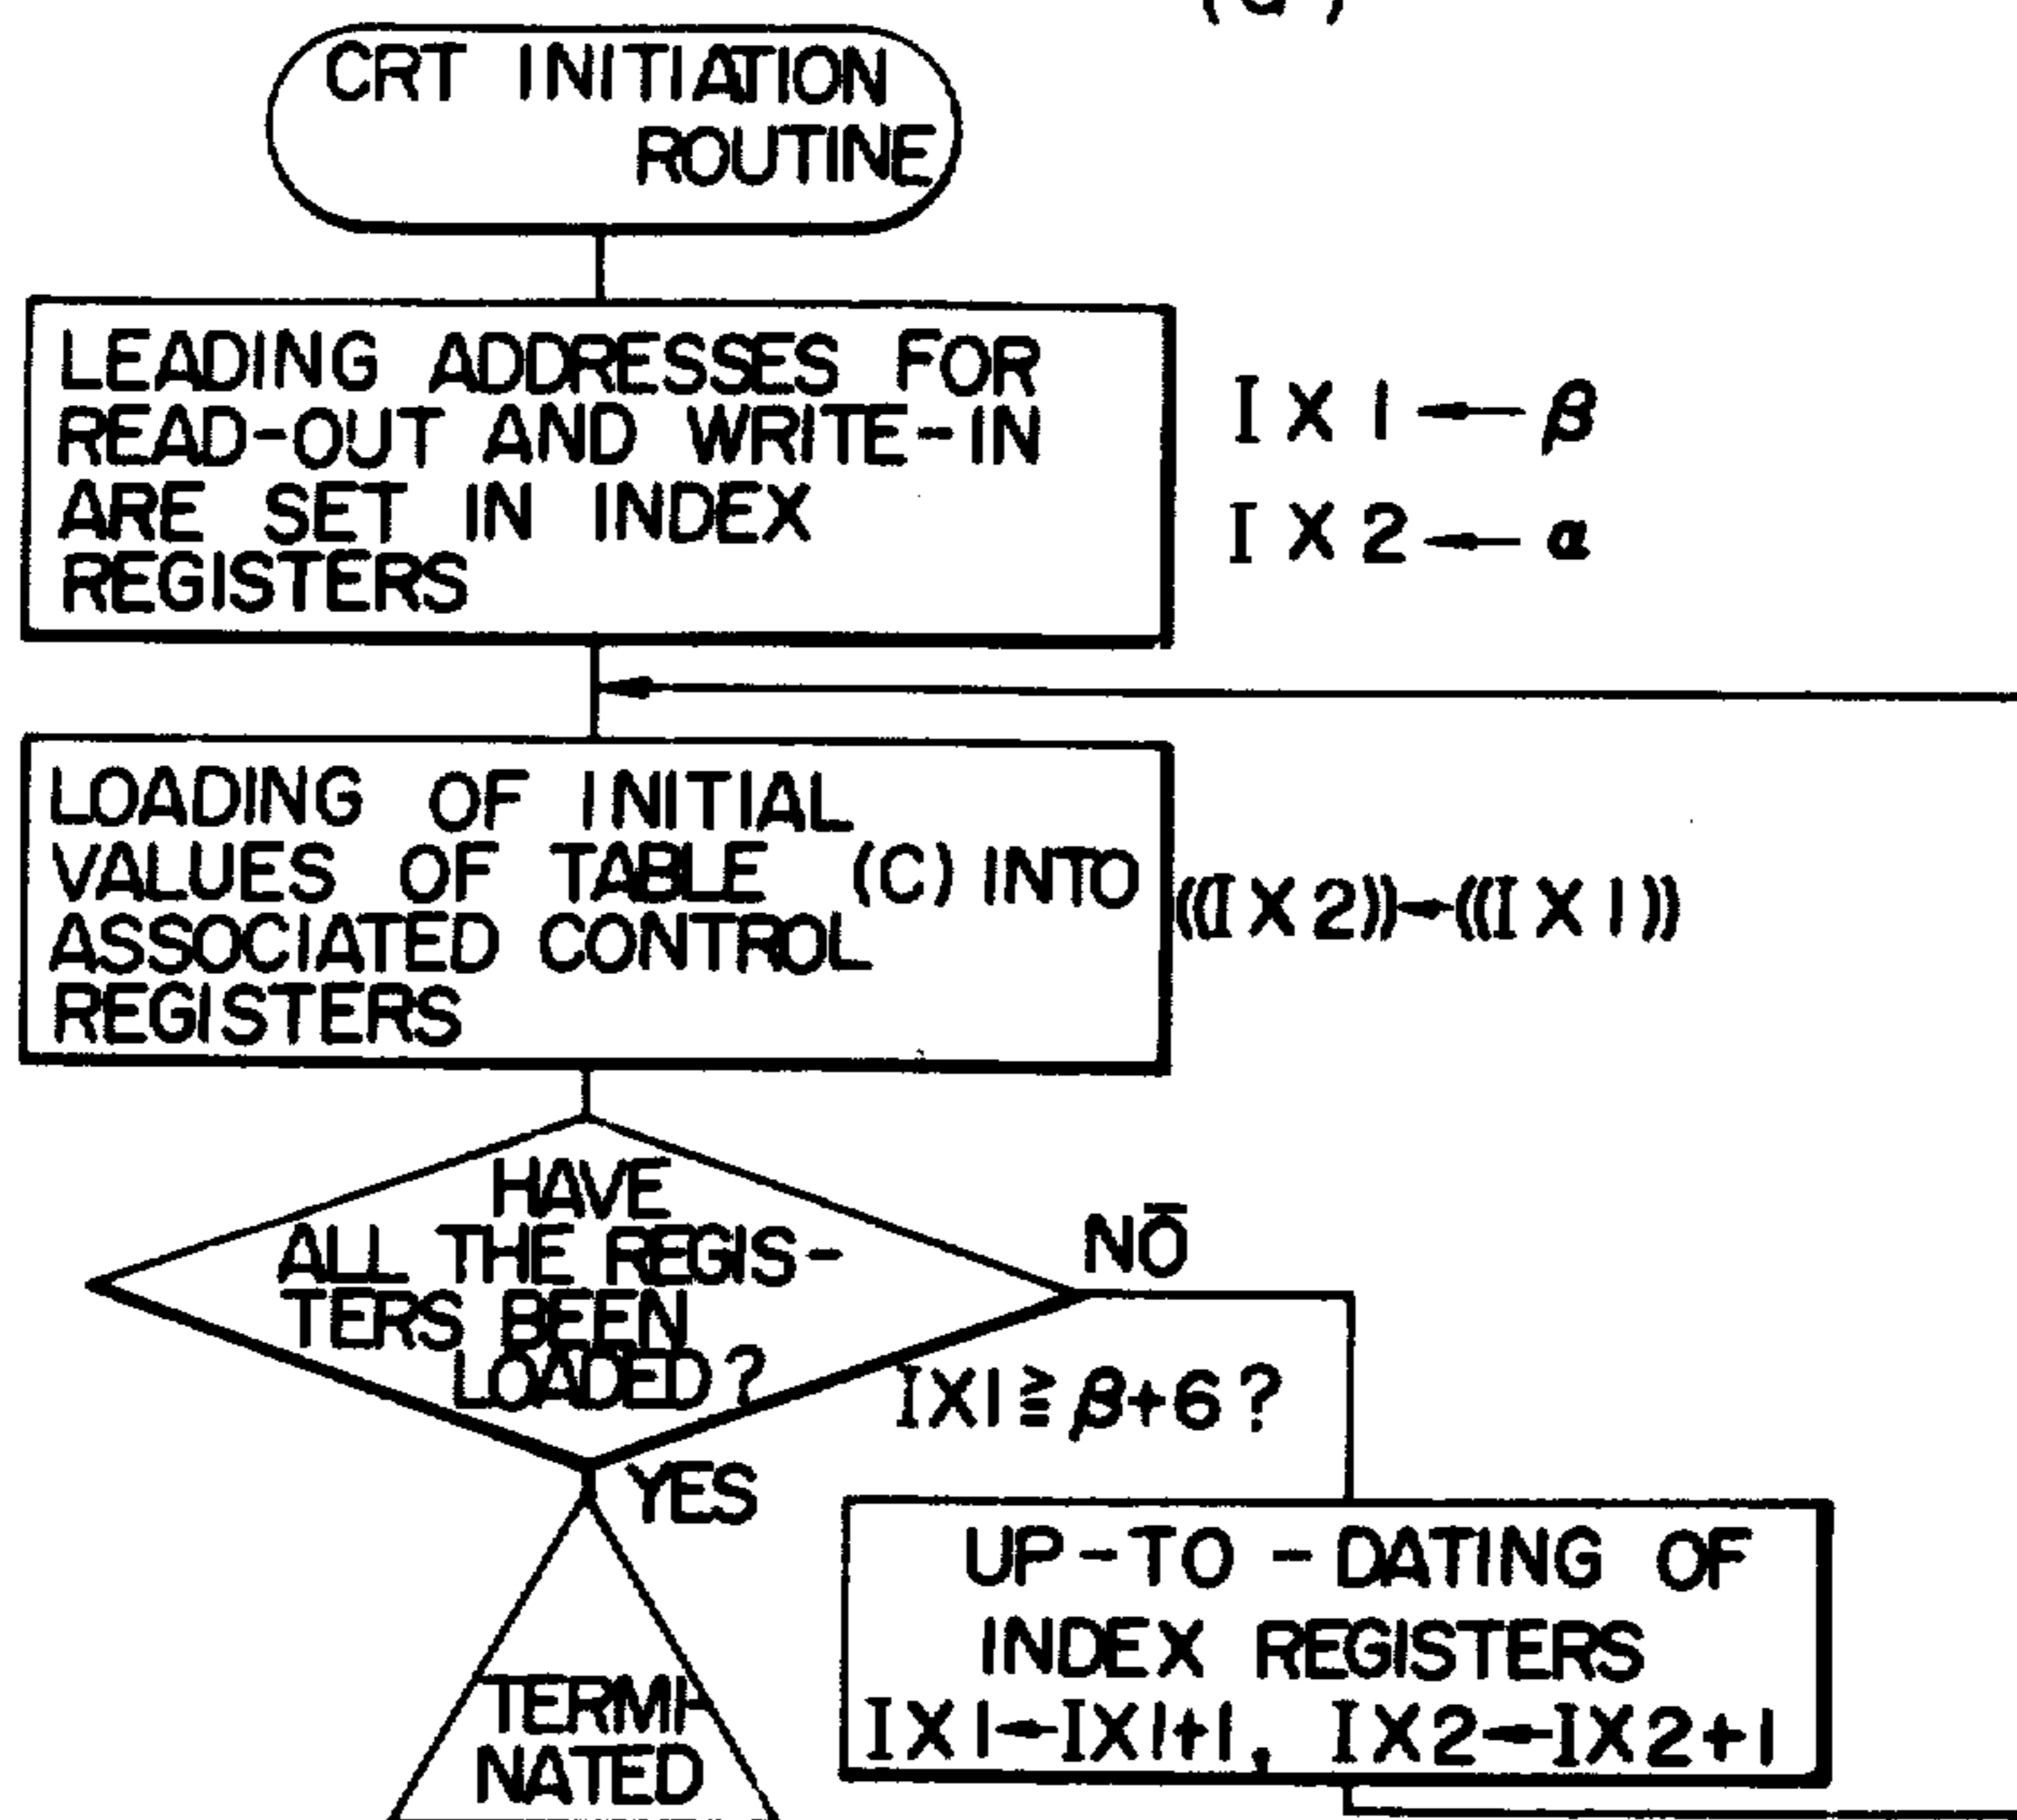 CRT INITIATION
ROUTINE
LEADING ADDRESSES FOR
READ-OUT AND WRITE-IN
ARE SET IN INDEX
REGISTERS
IX1←β
IX2←α
LOADING OF INITIAL
VALUES OF TABLE (C) INTO
ASSOCIATED CONTROL
REGISTERS
((IX2))←((IX1))
HAVE
ALL THE REGIS-
TERS BEEN
LOADED?
NŌ
IX1≧β+6?
YES
UP-TO-DATING OF
INDEX REGISTERS
IX1←IX1+1, IX2←IX2+1
TERMI-
NATED